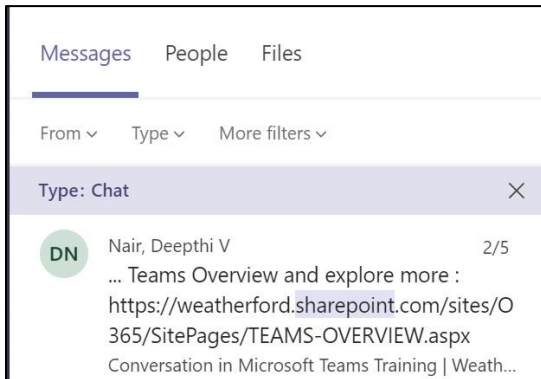 Messages People Files
From Type More filters
Type: Chat
DN Nair, Deepthi V 2/5
... Teams Overview and explore more :
https://weatherford.sharepoint.com/sites/O
365/SitePages/TEAMS-OVERVIEW.aspx
Conversation in Microsoft Teams Training | Weath...